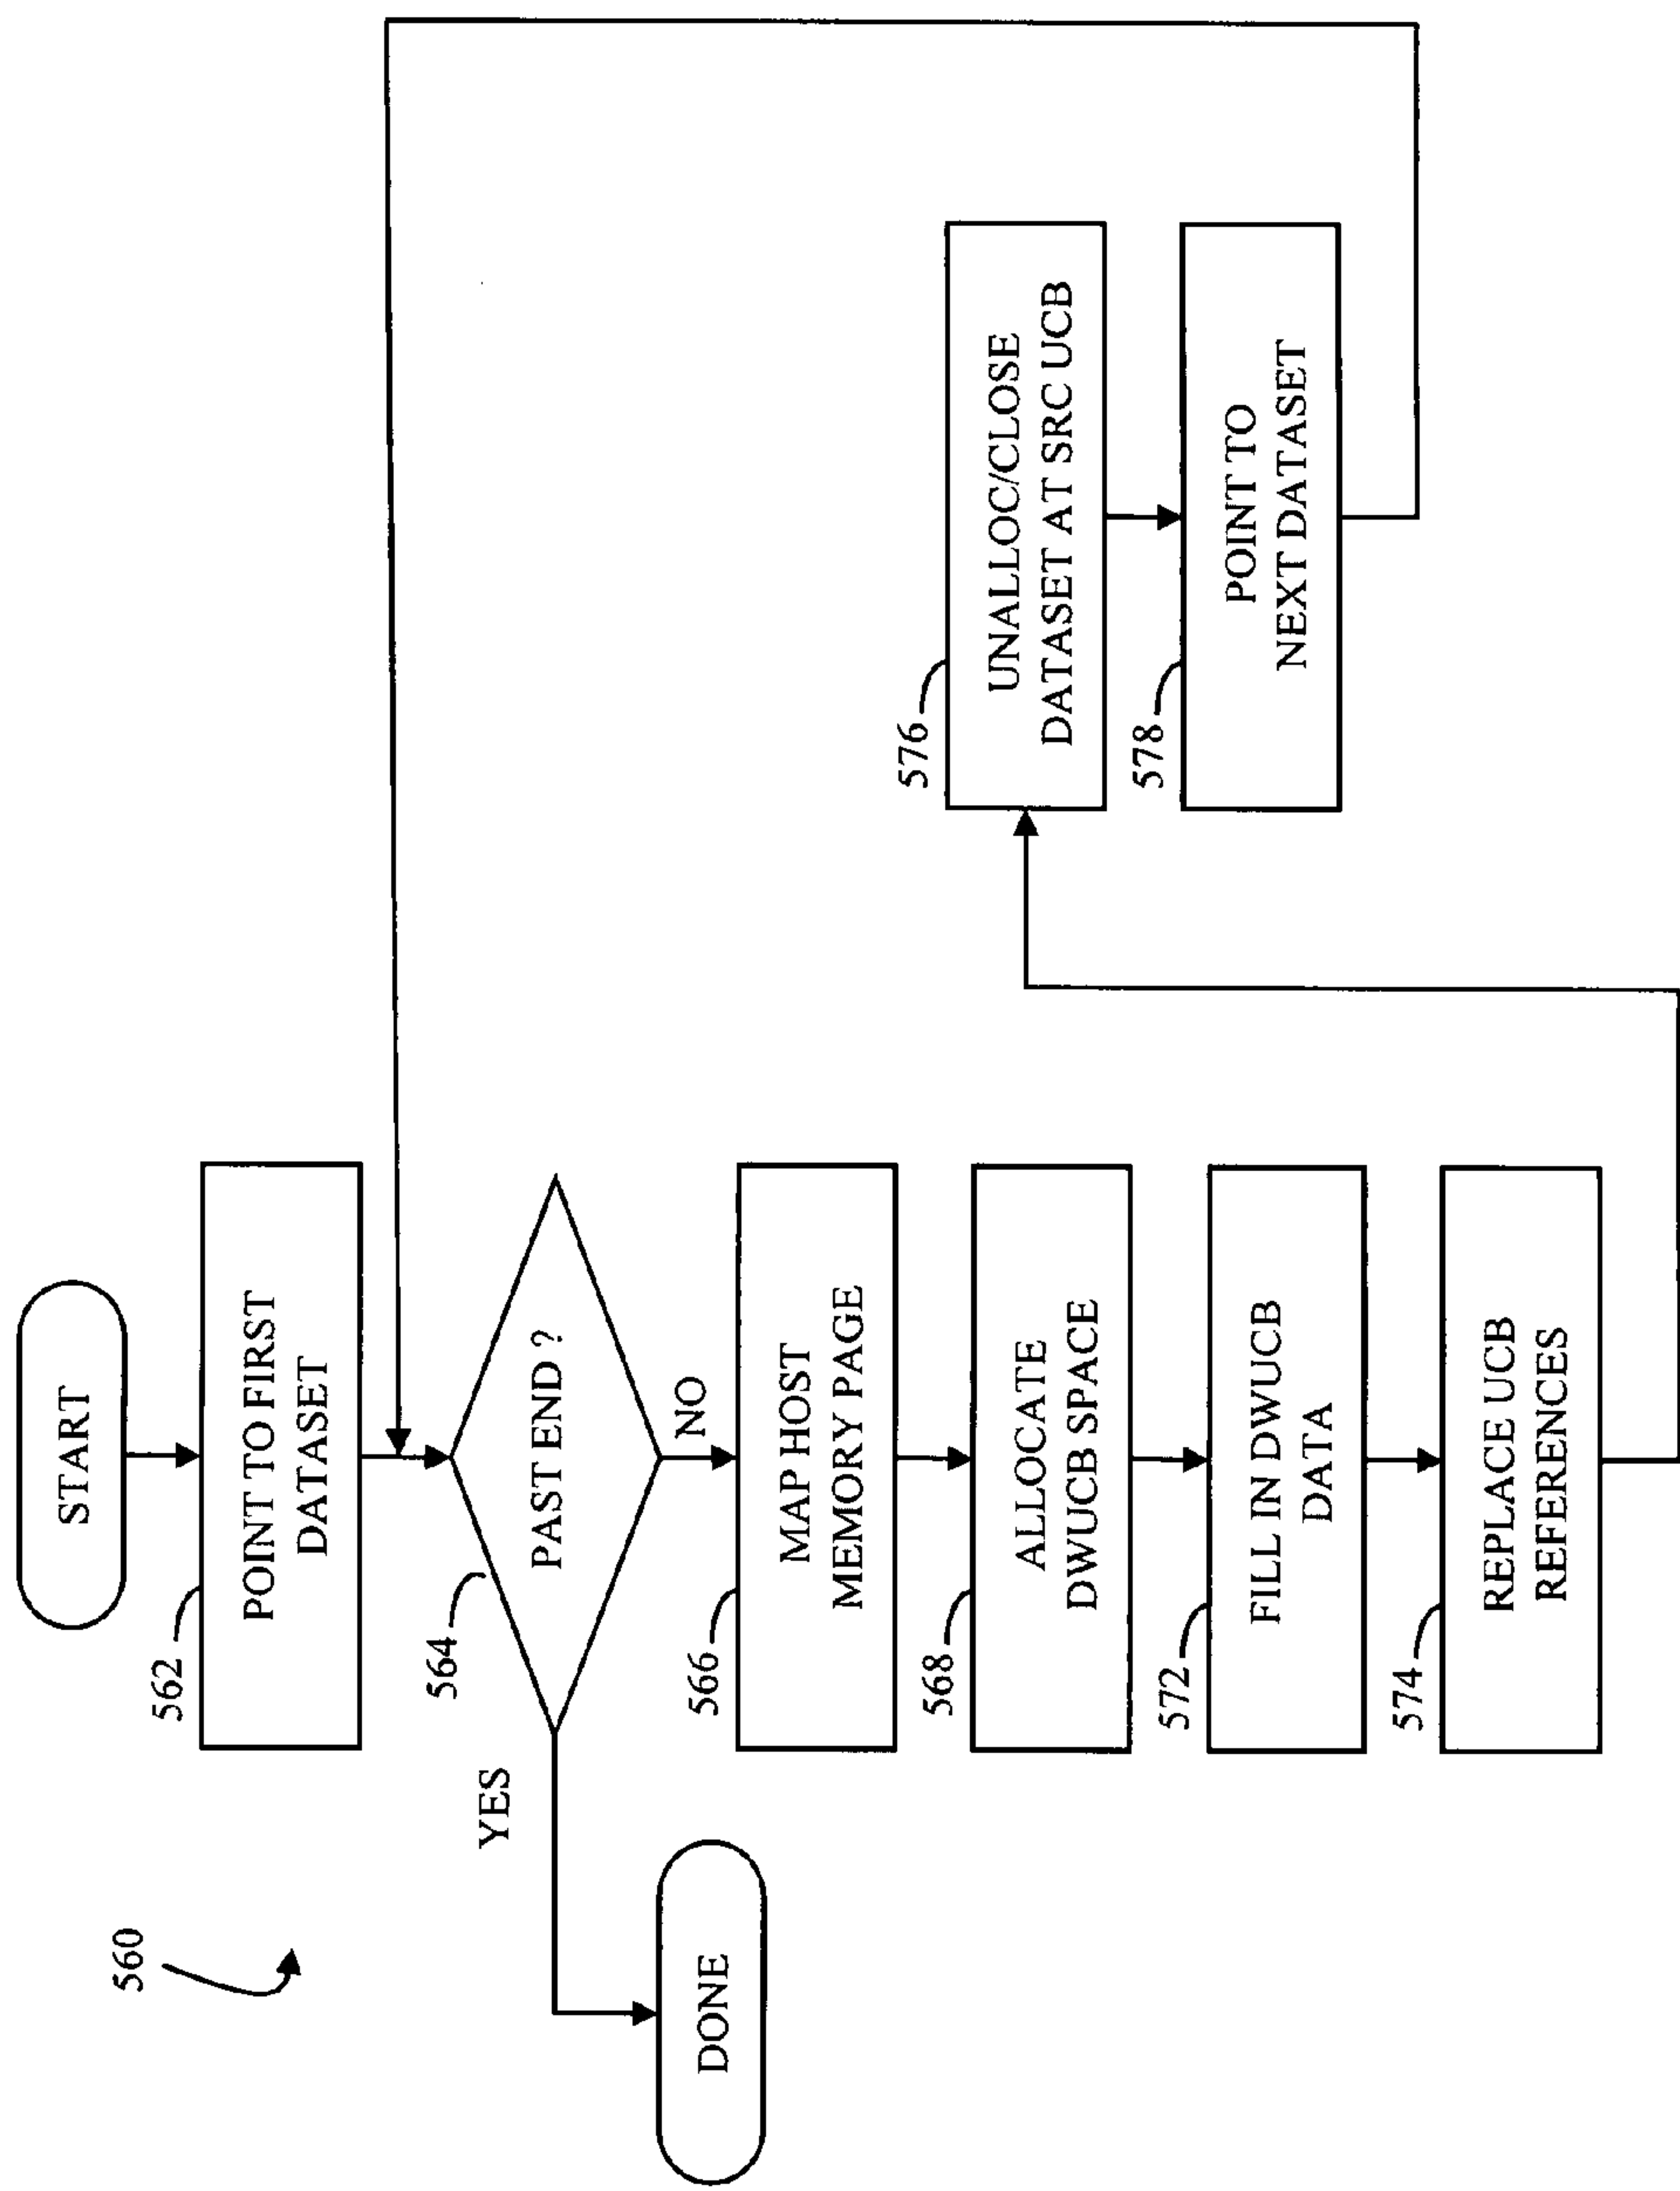 560
START
562
POINT TO FIRST
DATASET
564
PAST END ?
YES
DONE
NO
566
MAP HOST
MEMORY PAGE
568
ALLOCATE
DWUCB SPACE
572
FILL IN DWUCB
DATA
574
REPLACE UCB
REFERENCES
576
UNALLOC/CLOSE
DATASET AT SRC UCB
578
POINT TO
NEXT DATASET